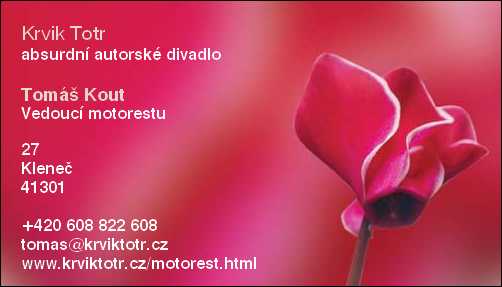 Krvik Totr
absurdní autorské divadlo
Tomáš Kout
Vedoucí motorestu
27
Kleneč
41301
+420 608 822 608
tomas@krviktotr.cz
www.krviktotr.cz/motorest.html